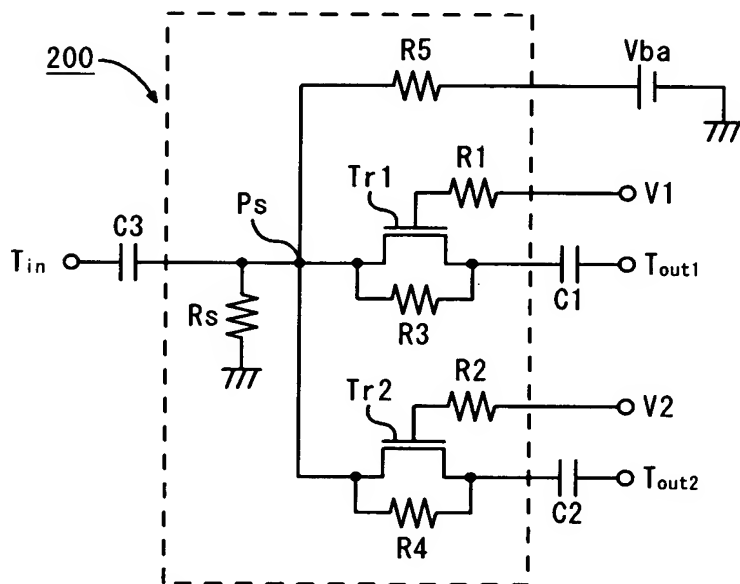 200
R5
Vba
R1
Tr1
V1
Ps
C3
Tin
Tout1
C1
Rs
R3
R2
Tr2
V2
Tout2
C2
R4